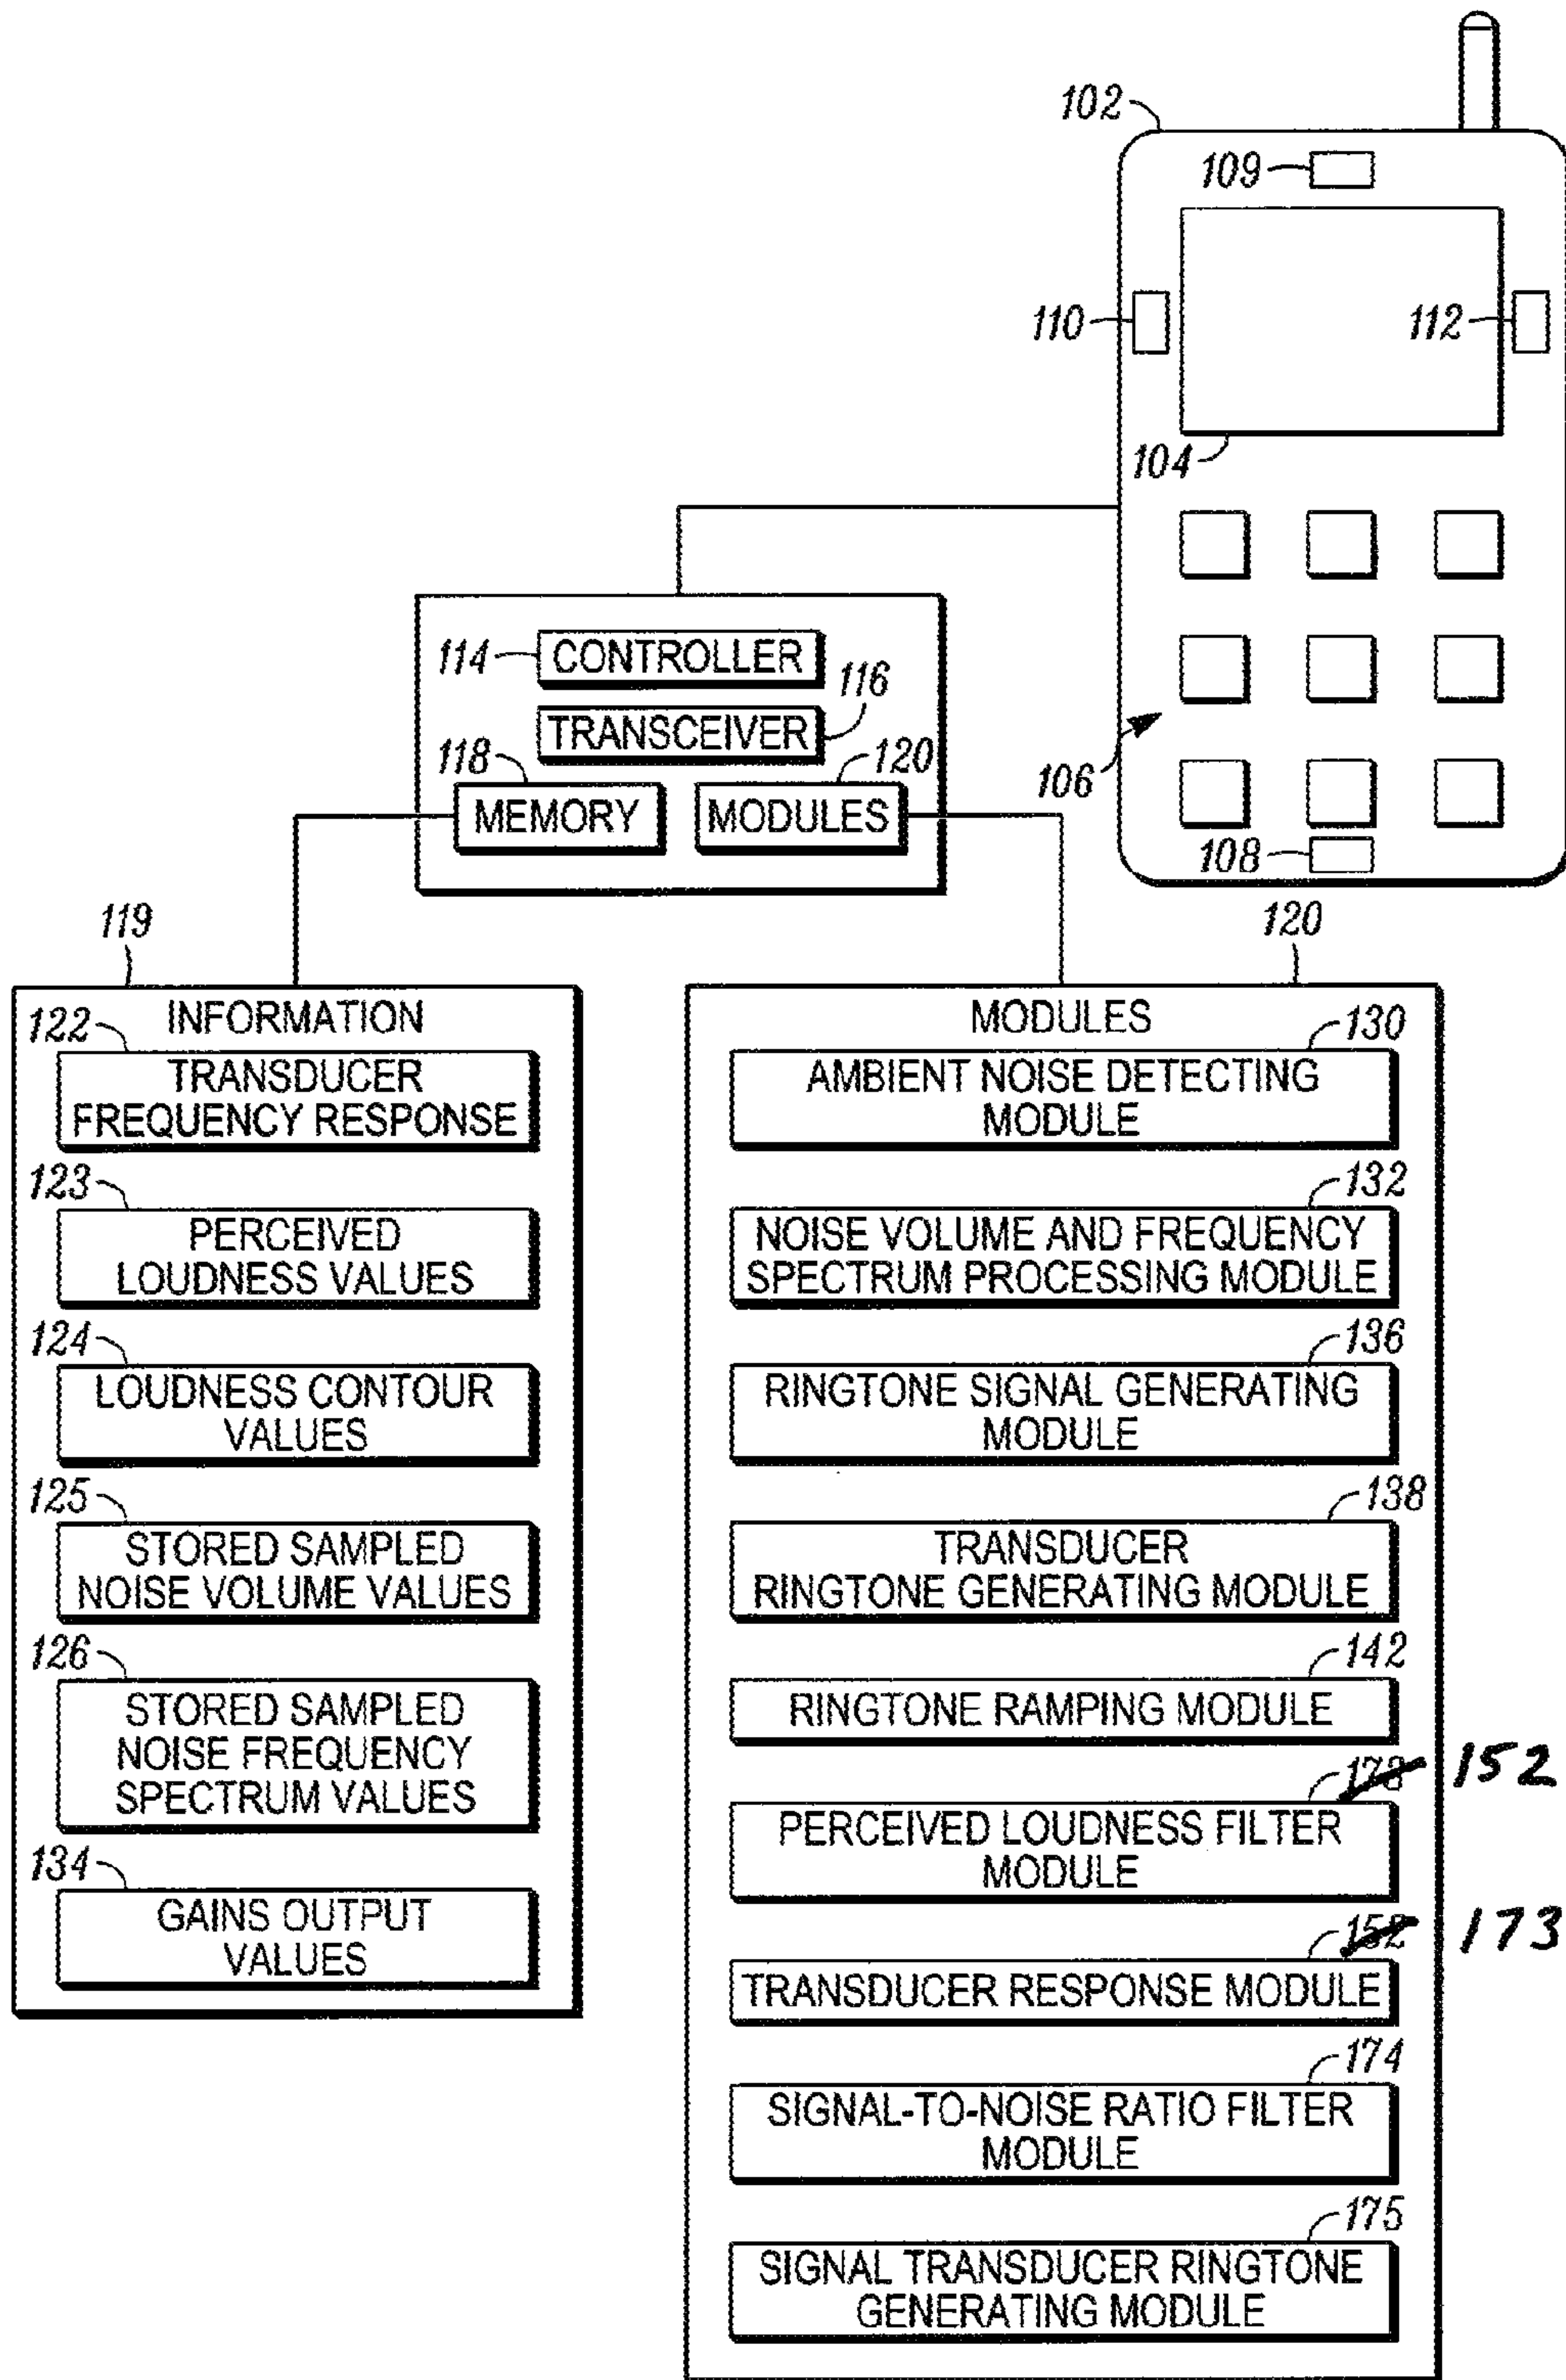 102
109
110
112
104
114
CONTROLLER
116
TRANSCEIVER
118
120
106
MEMORY
MODULES
108
119
120
INFORMATION
122
TRANSDUCER
FREQUENCY RESPONSE
123
PERCEIVED
LOUDNESS VALUES
124
LOUDNESS CONTOUR
VALUES
125
STORED SAMPLED
NOISE VOLUME VALUES
126
STORED SAMPLED
NOISE FREQUENCY
SPECTRUM VALUES
134
GAINS OUTPUT
VALUES
MODULES
130
AMBIENT NOISE DETECTING
MODULE
132
NOISE VOLUME AND FREQUENCY
SPECTRUM PROCESSING MODULE
136
RINGTONE SIGNAL GENERATING
MODULE
138
TRANSDUCER
RINGTONE GENERATING MODULE
142
RINGTONE RAMPING MODULE
173 152
PERCEIVED LOUDNESS FILTER
MODULE
152 173
TRANSDUCER RESPONSE MODULE
174
SIGNAL-TO-NOISE RATIO FILTER
MODULE
175
SIGNAL TRANSDUCER RINGTONE
GENERATING MODULE